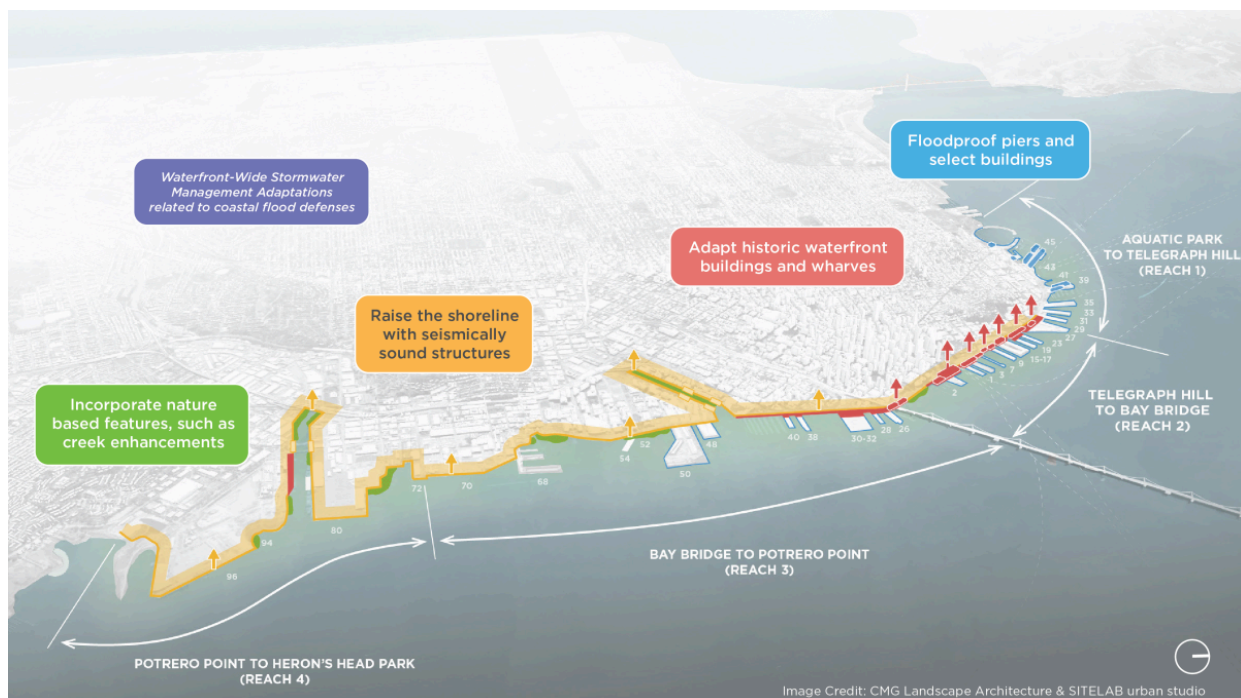 Floodproof piers and
select buildings
Waterfront-Wide Stormwater
Management Adaptations
related to coastal flood defenses
Adapt historic waterfront
buildings and wharves
AQUATIC PARK
TO TELEGRAPH HILL
(REACH 1)
Raise the shoreline
with seismically
sound structures
Incorporate nature
based features, such as
creek enhancements
TELEGRAPH HILL
TO BAY BRIDGE
(REACH 2)
45
43
41
39
35
33
31
29
27
23
19
15-17
9
7
3
1
2
26
28
30-32
38
40
48
50
52
54
68
70
72
80
94
96
BAY BRIDGE TO POTRERO POINT
(REACH 3)
POTRERO POINT TO HERON'S HEAD PARK
(REACH 4)
Image Credit: CMG Landscape Architecture & SITELAB urban studio